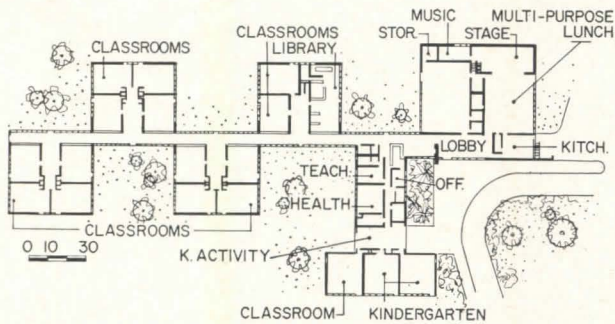 MUSIC
MULTI-PURPOSE
STOR.
STAGE
LUNCH
CLASSROOMS
CLASSROOMS
LIBRARY
LOBBY
KITCH.
TEACH.
OFF.
HEALTH
CLASSROOMS
0 10 30
K. ACTIVITY
CLASSROOM
KINDERGARTEN